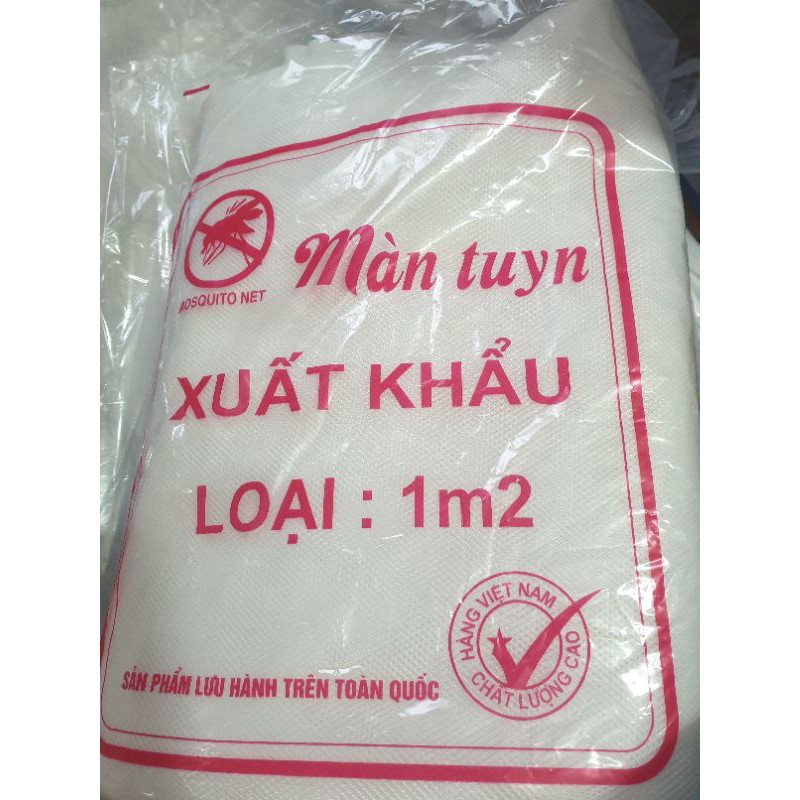 Màn tuyn
MOSQUITO NET
XUẤT KHẨU
LOẠI : 1m2
HÀNG VIỆT NAM
CHẤT LƯỢNG CAO
SẢN PHẨM LƯU HÀNH TRÊN TOÀN QUỐC